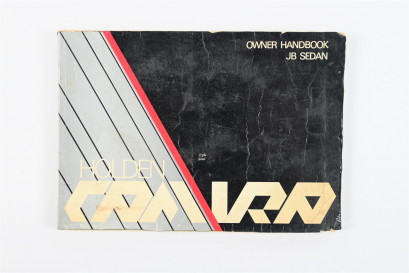 OWNER HANDBOOK
JB SEDAN
HOLDEN
CAMIRA